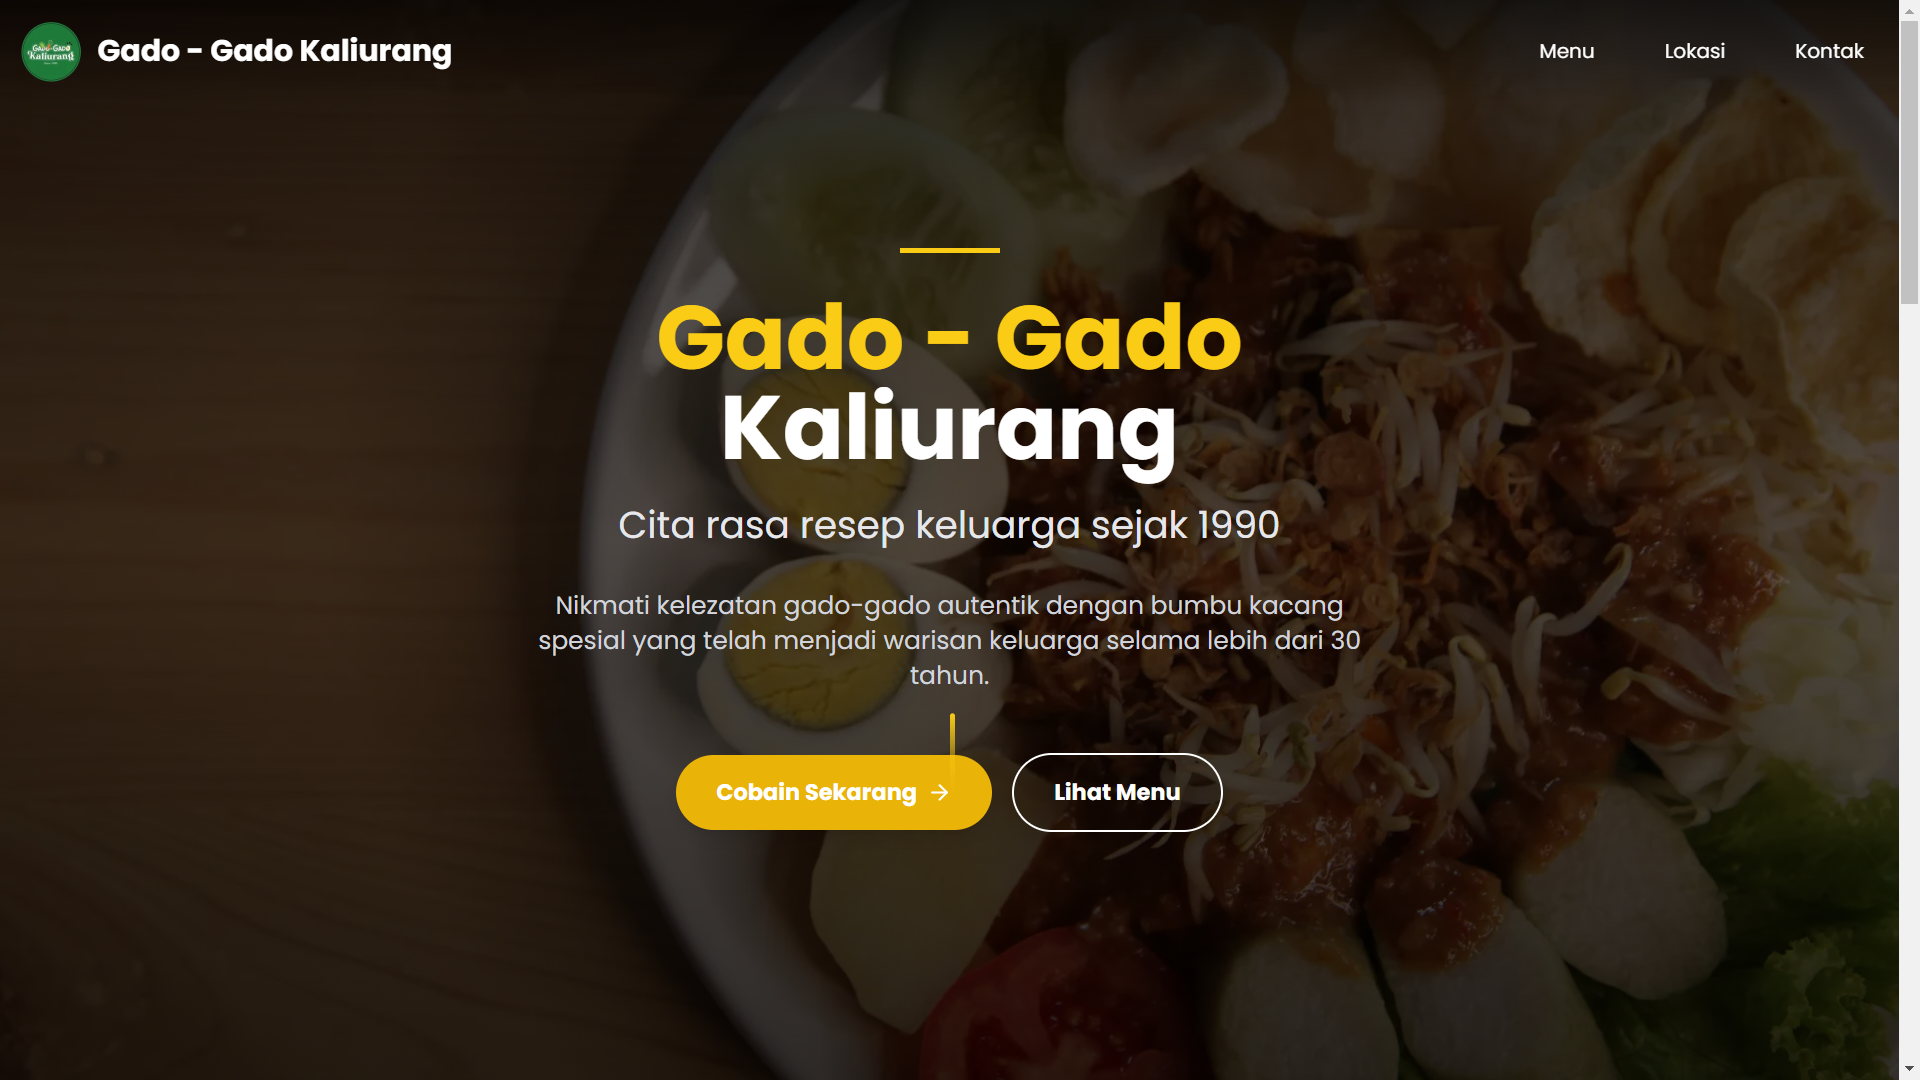 Gado-Gado
Kaliurang
Gado - Gado Kaliurang
Menu
Lokasi
Kontak
Gado - Gado
Kaliurang
Cita rasa resep keluarga sejak 1990
Nikmati kelezatan gado-gado autentik dengan bumbu kacang
spesial yang telah menjadi warisan keluarga selama lebih dari 30
tahun.
Cobain Sekarang →
Lihat Menu